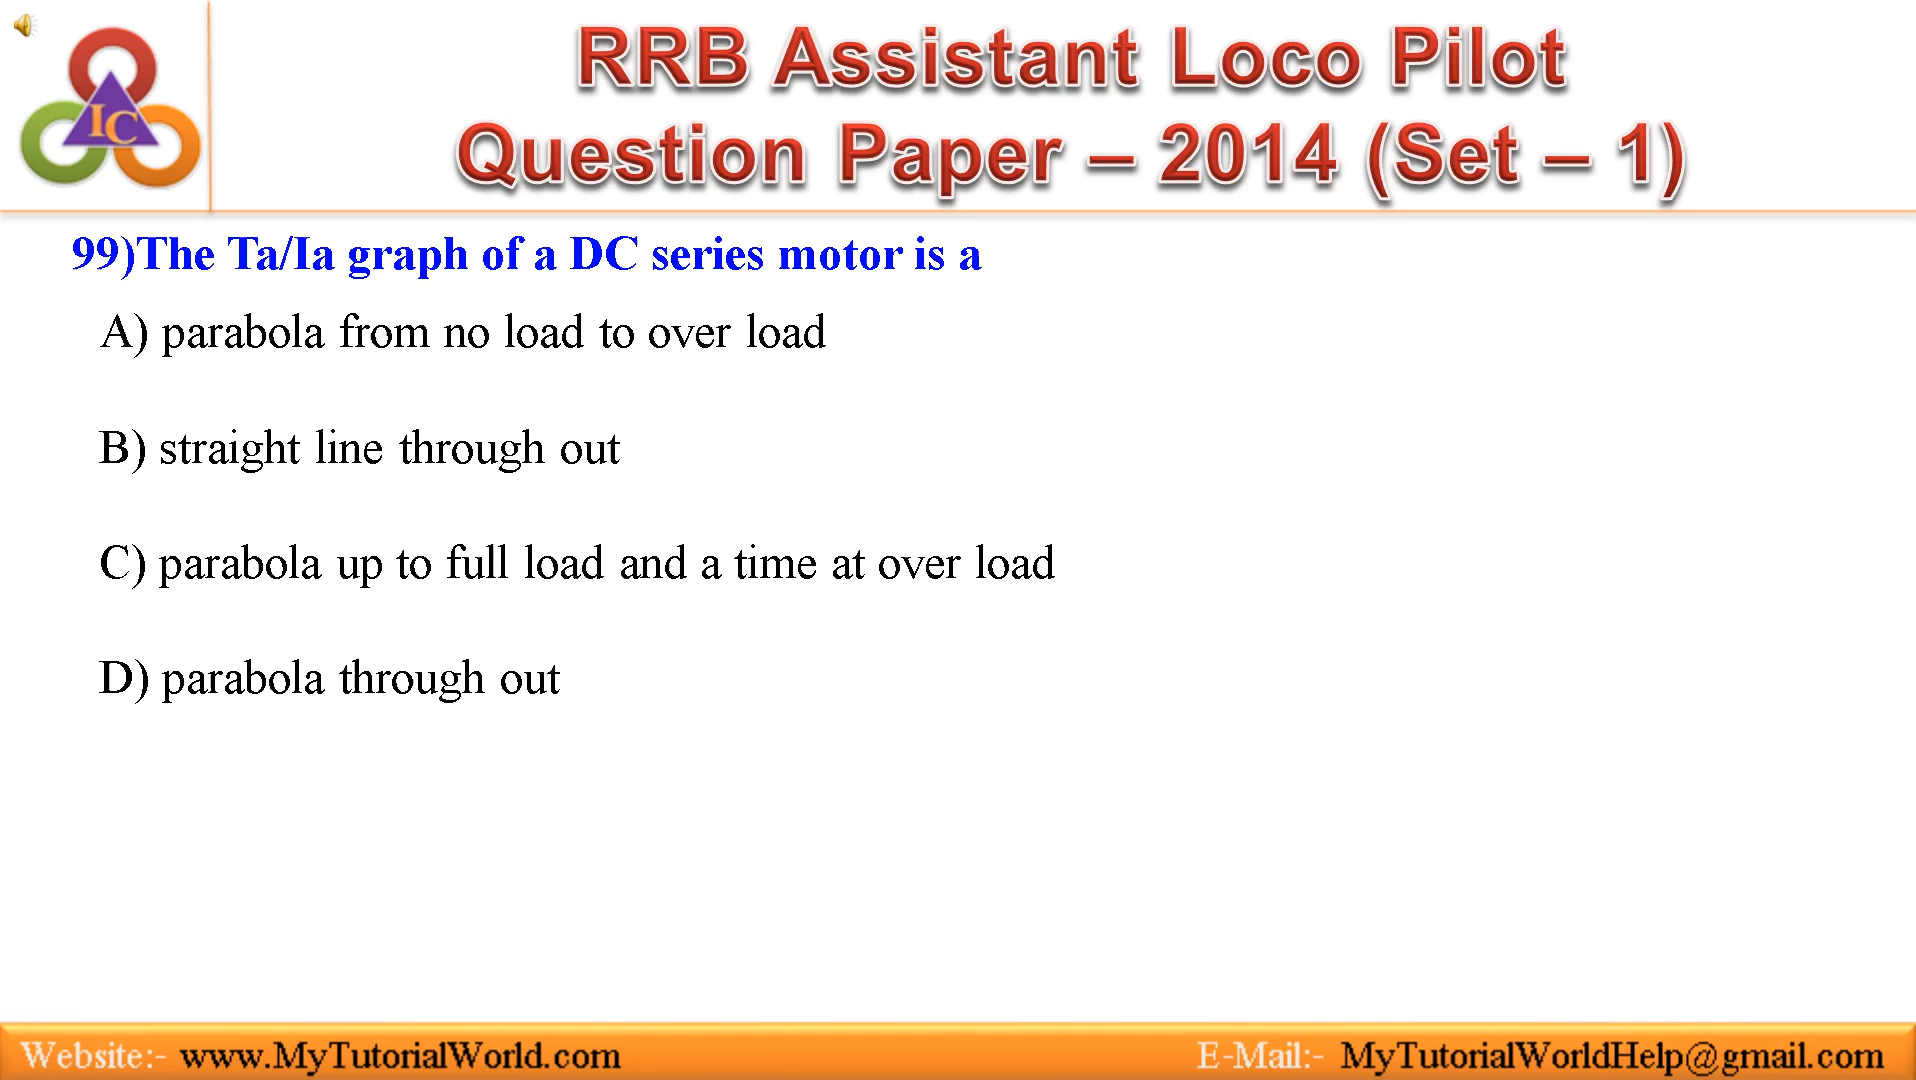 RRB Assistant Loco Pilot
Question Paper – 2014 (Set – 1)
IC
99)The Ta/Ia graph of a DC series motor is a
A) parabola from no load to over load
B) straight line through out
C) parabola up to full load and a time at over load
D) parabola through out
Website:- www.MyTutorialWorld.com
E-Mail:- MyTutorialWorldHelp@gmail.com